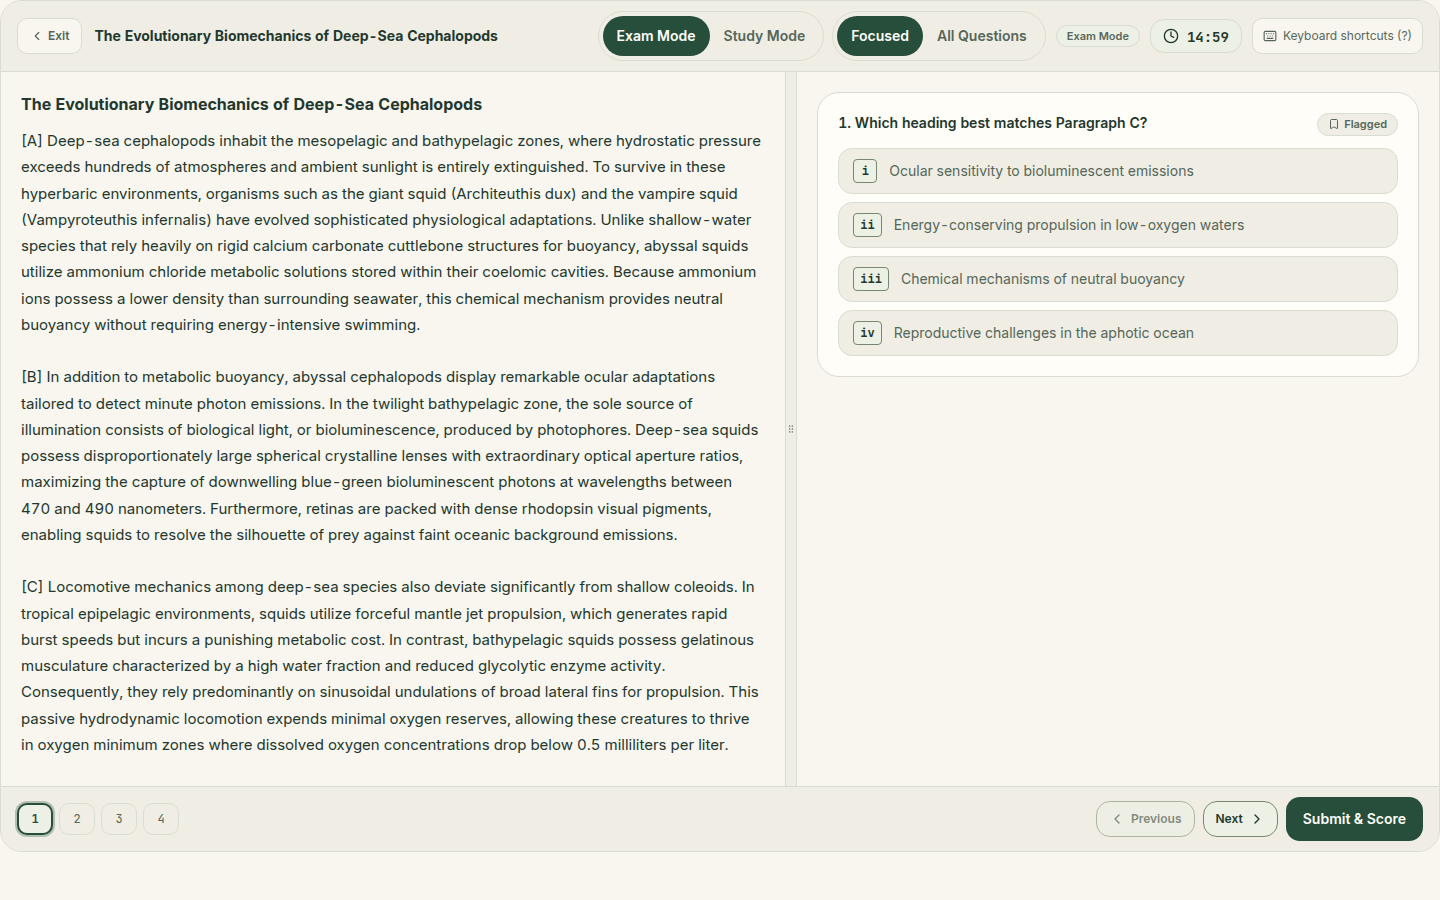 Exit
The Evolutionary Biomechanics of Deep-Sea Cephalopods
Exam Mode
Study Mode
Focused
All Questions
Exam Mode
14:59
Keyboard shortcuts (?)
The Evolutionary Biomechanics of Deep-Sea Cephalopods
[A] Deep-sea cephalopods inhabit the mesopelagic and bathypelagic zones, where hydrostatic pressure
exceeds hundreds of atmospheres and ambient sunlight is entirely extinguished. To survive in these
hyperbaric environments, organisms such as the giant squid (Architeuthis dux) and the vampire squid
(Vampyroteuthis infernalis) have evolved sophisticated physiological adaptations. Unlike shallow-water
species that rely heavily on rigid calcium carbonate cuttlebone structures for buoyancy, abyssal squids
utilize ammonium chloride metabolic solutions stored within their coelomic cavities. Because ammonium
ions possess a lower density than surrounding seawater, this chemical mechanism provides neutral
buoyancy without requiring energy-intensive swimming.
[B] In addition to metabolic buoyancy, abyssal cephalopods display remarkable ocular adaptations
tailored to detect minute photon emissions. In the twilight bathypelagic zone, the sole source of
illumination consists of biological light, or bioluminescence, produced by photophores. Deep-sea squids
possess disproportionately large spherical crystalline lenses with extraordinary optical aperture ratios,
maximizing the capture of downwelling blue-green bioluminescent photons at wavelengths between
470 and 490 nanometers. Furthermore, retinas are packed with dense rhodopsin visual pigments,
enabling squids to resolve the silhouette of prey against faint oceanic background emissions.
[C] Locomotive mechanics among deep-sea species also deviate significantly from shallow coleoids. In
tropical epipelagic environments, squids utilize forceful mantle jet propulsion, which generates rapid
burst speeds but incurs a punishing metabolic cost. In contrast, bathypelagic squids possess gelatinous
musculature characterized by a high water fraction and reduced glycolytic enzyme activity.
Consequently, they rely predominantly on sinusoidal undulations of broad lateral fins for propulsion. This
passive hydrodynamic locomotion expends minimal oxygen reserves, allowing these creatures to thrive
in oxygen minimum zones where dissolved oxygen concentrations drop below 0.5 milliliters per liter.
1. Which heading best matches Paragraph C?
Flagged
i Ocular sensitivity to bioluminescent emissions
ii Energy-conserving propulsion in low-oxygen waters
iii Chemical mechanisms of neutral buoyancy
iv Reproductive challenges in the aphotic ocean
1
2
3
4
Previous
Next
Submit & Score